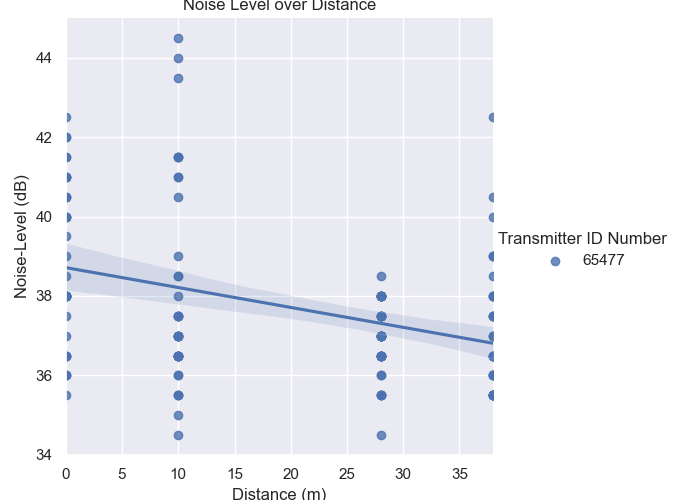 Noise Level over Distance
44
42
40
38
36
34
Noise-Level (dB)
0 5 10 15 20 25 30 35
Distance (m)
Transmitter ID Number
65477